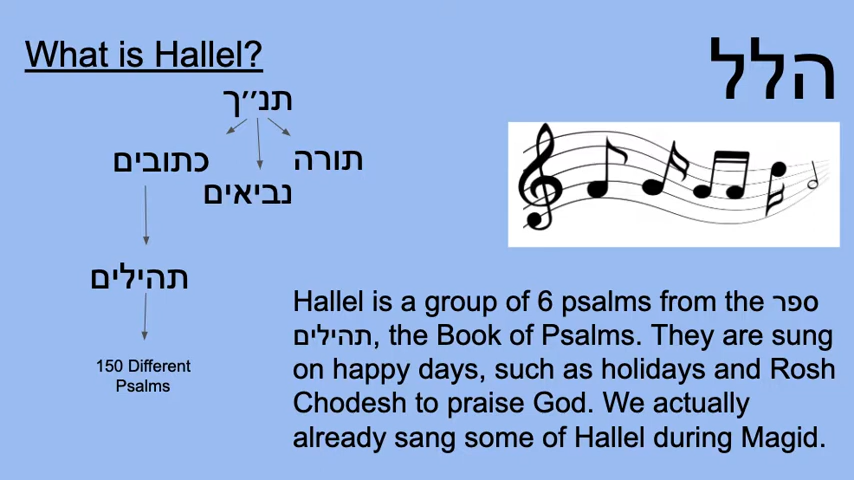 What is Hallel?
הלל
תנ״ך
תורה
כתובים
נביאים
תהילים
150 Different
Psalms
Hallel is a group of 6 psalms from the ספר
תהילים, the Book of Psalms. They are sung
on happy days, such as holidays and Rosh
Chodesh to praise God. We actually
already sang some of Hallel during Magid.